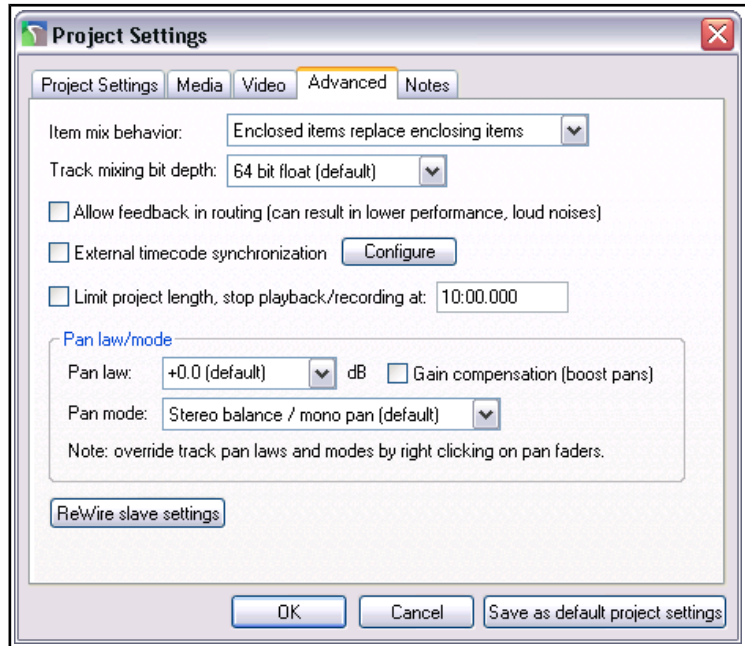 Project Settings
Project Settings Media Video Advanced Notes
Item mix behavior: Enclosed items replace enclosing items
Track mixing bit depth: 64 bit float (default)
Allow feedback in routing (can result in lower performance, loud noises)
External timecode synchronization Configure
Limit project length, stop playback/recording at: 10:00.000
Pan law/mode
Pan law: +0.0 (default) dB Gain compensation (boost pans)
Pan mode: Stereo balance / mono pan (default)
Note: override track pan laws and modes by right clicking on pan faders.
ReWire slave settings
OK Cancel Save as default project settings